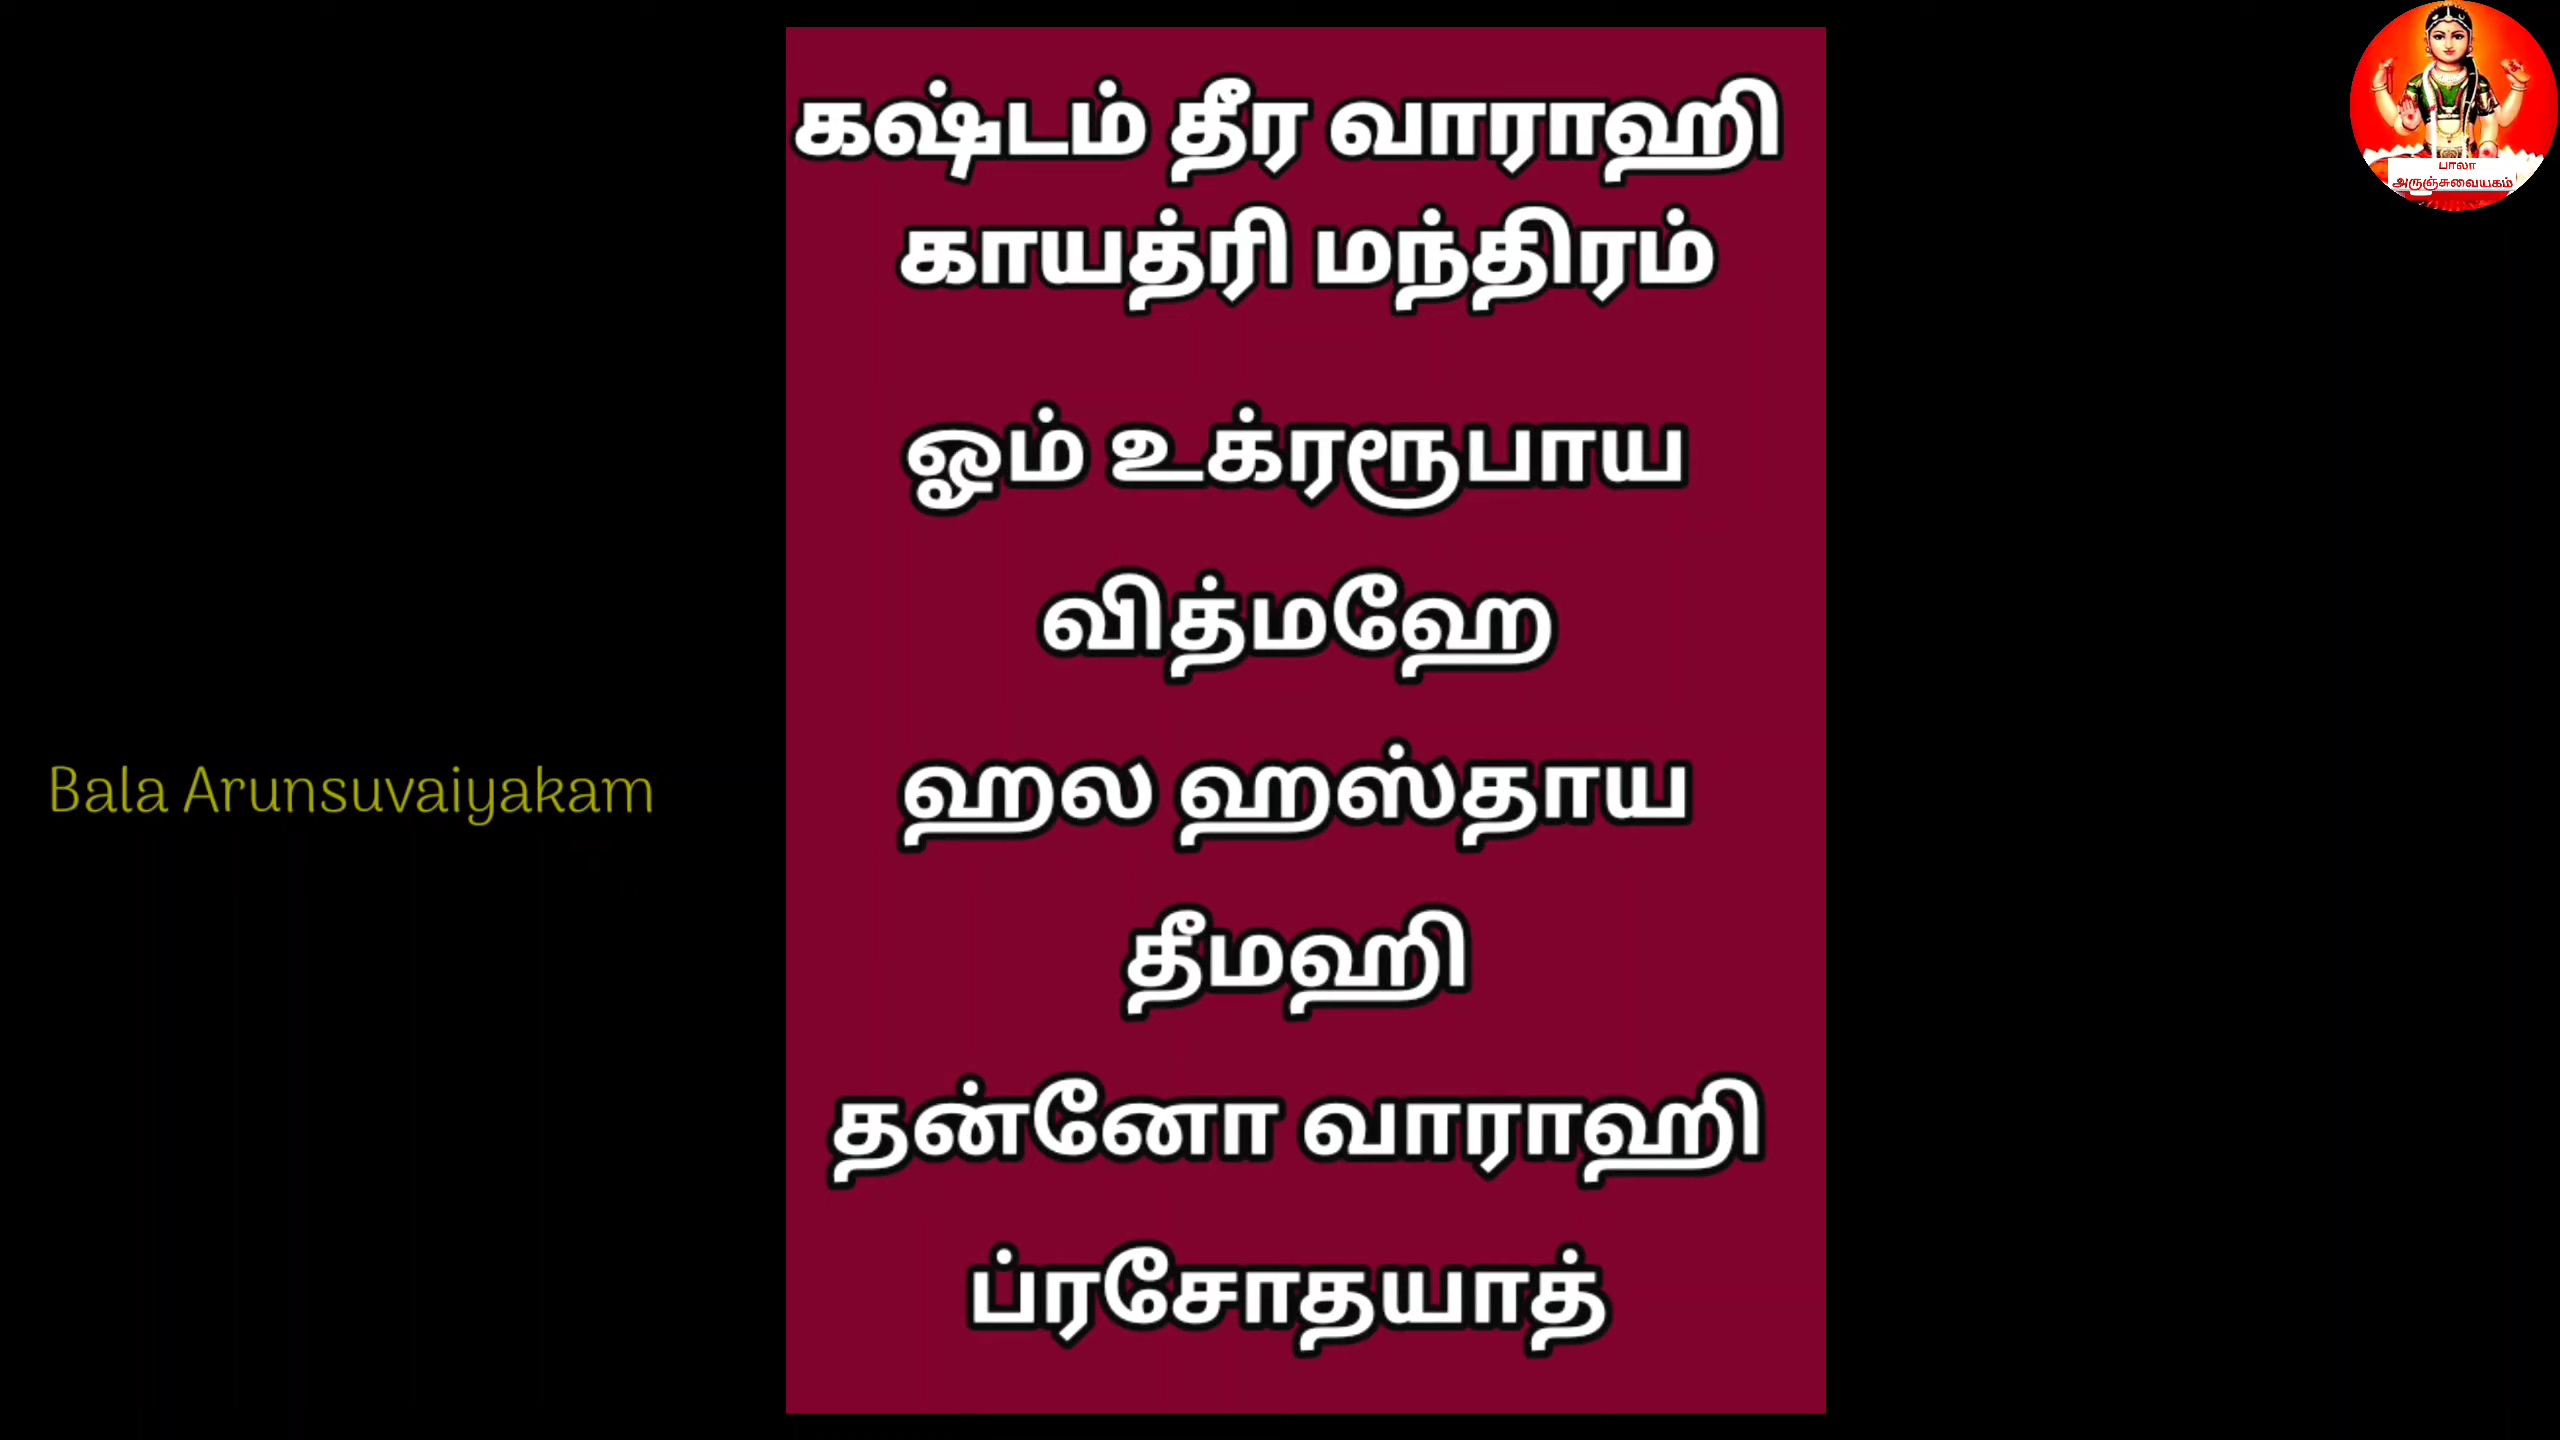 கஷ்டம் தீர வாராஹி
காயத்ரி மந்திரம்
ஓம் உக்ரரூபாய
வித்மஹே
ஹல ஹஸ்தாய
தீமஹி
தன்னோ வாராஹி
ப்ரசோதயாத்
Bala Arunsuvaiyakam
பாலா
அருஞ்சுவையகம்